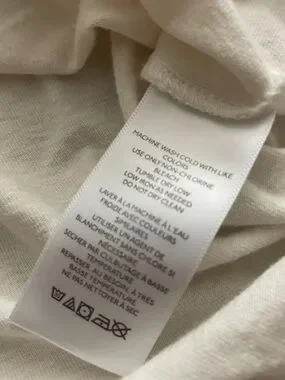 MACHINE WASH COLD WITH LIKE
COLORS
USE ONLY NON-CHLORINE
BLEACH
TUMBLE DRY LOW
LOW IRON AS NEEDED
DO NOT DRY CLEAN
LAVER À LA MACHINE À L'EAU
FROIDE AVEC COULEURS
SIMILAIRES
UTILISER UN AGENT DE
BLANCHIMENT SANS CHLORE SI
NÉCESSAIRE
SÉCHER PAR CULBUTAGE À BASSE
TEMPÉRATURE
REPASSER AU BESOIN, À TRÈS
BASSE TEMPÉRATURE
NE PAS NETTOYER À SEC